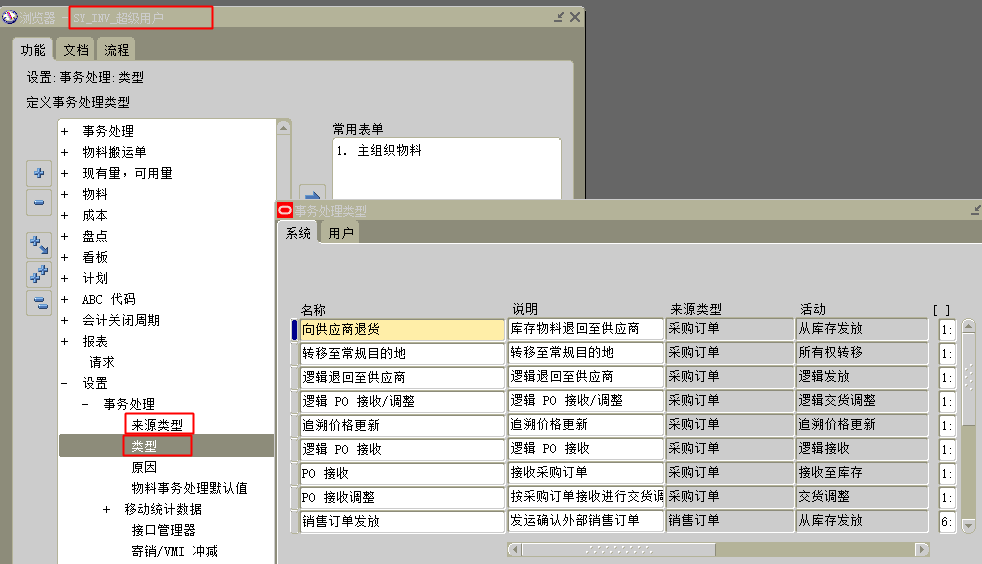 浏览器 - SY_INV_超级用户
功能 文档 流程
设置:事务处理:类型
定义事务处理类型
+ 事务处理
+ 物料搬运单
+ 现有量，可用量
+ 物料
+ 成本
+ 盘点
+ 看板
+ 计划
+ ABC 代码
+ 会计关闭周期
+ 报表
请求
- 设置
- 事务处理
来源类型
类型
原因
物料事务处理默认值
+ 移动统计数据
接口管理器
寄销/VMI 冲减
常用表单
1. 主组织物料
事务处理类型
系统 用户
名称 说明 来源类型 活动 [ ]
向供应商退货 库存物料退回至供应商 采购订单 从库存发放 1:
转移至常规目的地 转移至常规目的地 采购订单 所有权转移 1:
逻辑退回至供应商 逻辑退回至供应商 采购订单 逻辑发放 1:
逻辑 PO 接收/调整 逻辑 PO 接收/调整 采购订单 逻辑交货调整 1:
追溯价格更新 追溯价格更新 采购订单 追溯价格更新 1:
逻辑 PO 接收 逻辑 PO 接收 采购订单 逻辑接收 1:
PO 接收 接收采购订单 采购订单 接收至库存 1:
PO 接收调整 按采购订单接收进行交货调 采购订单 交货调整 1:
销售订单发放 发运确认外部销售订单 销售订单 从库存发放 6: